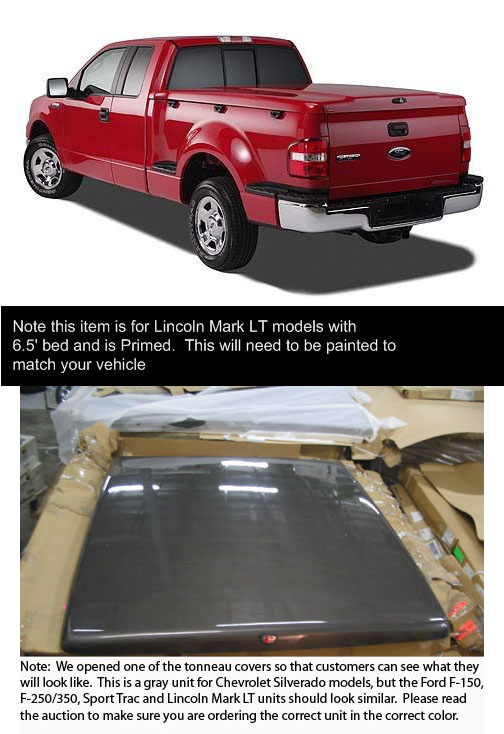 Note this item is for Lincoln Mark LT models with
6.5' bed and is Primed. This will need to be painted to
match your vehicle
Note: We opened one of the tonneau covers so that customers can see what they
will look like. This is a gray unit for Chevrolet Silverado models, but the Ford F-150,
F-250/350, Sport Trac and Lincoln Mark LT units should look similar. Please read
the auction to make sure you are ordering the correct unit in the correct color.